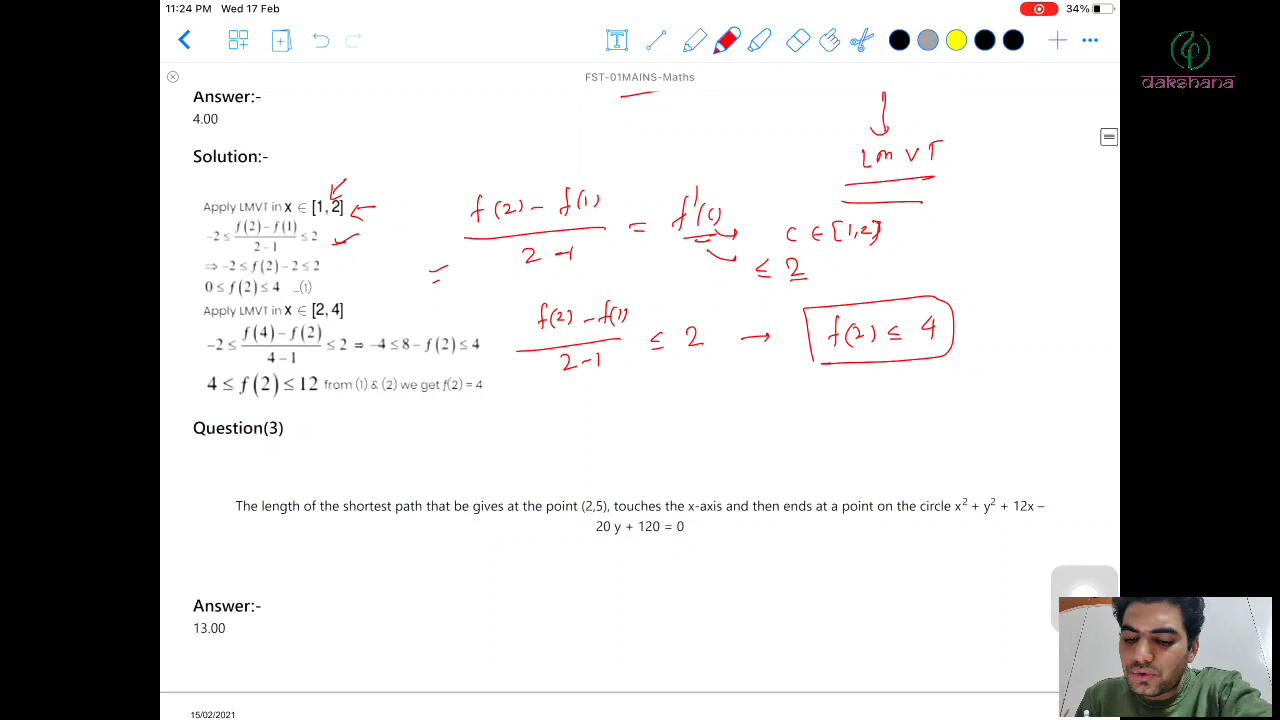 11:24 PM Wed 17 Feb
34%
FST-01MAINS-Maths
dakshana
Answer:-
4.00
Solution:-
Apply LMVT in x ∈ [1, 2]
-2 ≤ f(2) – f(1) / 2-1 ≤ 2
⇒ -2 ≤ f(2) – 2 ≤ 2
0 ≤ f(2) ≤ 4 ...(1)
Apply LMVT in x ∈ [2, 4]
-2 ≤ f(4) – f(2) / 4-1 ≤ 2 ⇒ -4 ≤ 8 – f(2) ≤ 4
4 ≤ f(2) ≤ 12 from (1) & (2) we get f(2) = 4
LMVT
f(2) – f(1) / 2-1 = f'(c) c ∈ [1,2]
≤ 2
f(2) – f(1) / 2-1 ≤ 2 → f(2) ≤ 4
Question(3)
The length of the shortest path that be gives at the point (2,5), touches the x-axis and then ends at a point on the circle x² + y² + 12x –
20 y + 120 = 0
Answer:-
13.00
15/02/2021